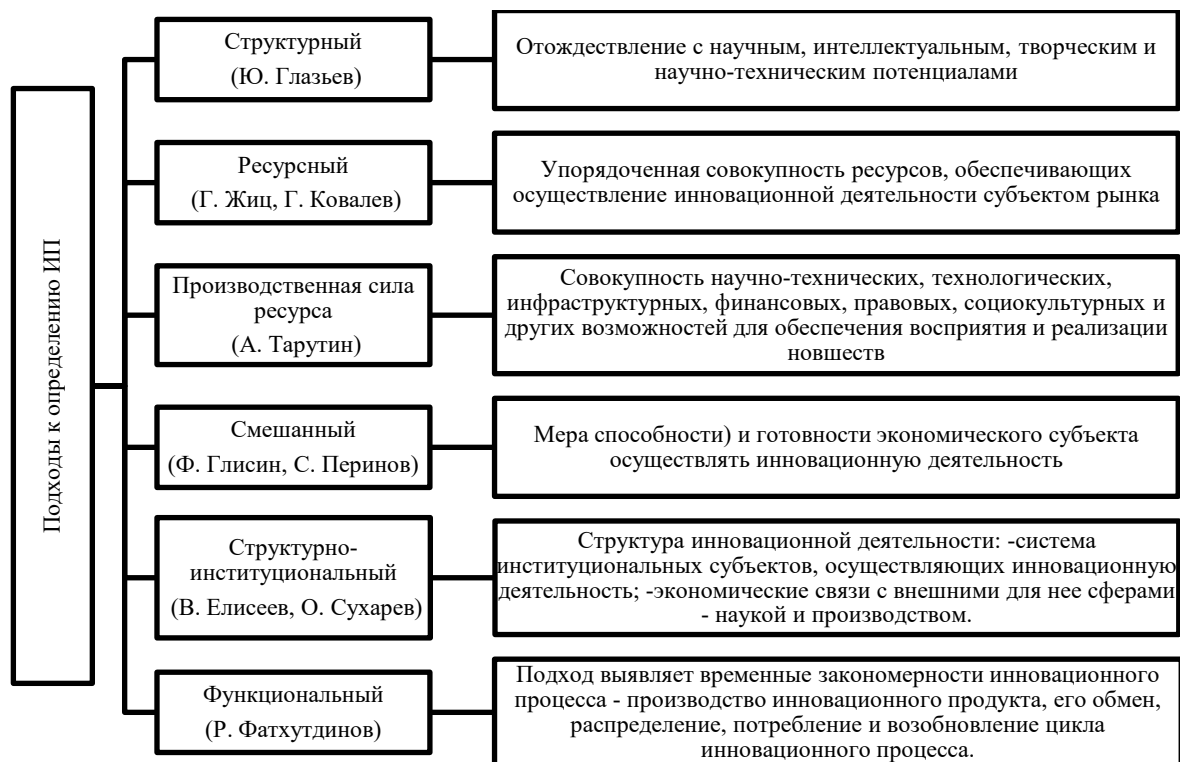 Подходы к определению ИП
Структурный
(Ю. Глазьев)
Отождествление с научным, интеллектуальным, творческим и
научно-техническим потенциалами
Ресурсный
(Г. Жиц, Г. Ковалев)
Упорядоченная совокупность ресурсов, обеспечивающих
осуществление инновационной деятельности субъектом рынка
Производственная сила
ресурса
(А. Тарутин)
Совокупность научно-технических, технологических,
инфраструктурных, финансовых, правовых, социокультурных и
других возможностей для обеспечения восприятия и реализации
новшеств
Смешанный
(Ф. Глисин, С. Перинов)
Мера способности) и готовности экономического субъекта
осуществлять инновационную деятельность
Структурно-
институциональный
(В. Елисеев, О. Сухарев)
Структура инновационной деятельности: -система
институциональных субъектов, осуществляющих инновационную
деятельность; -экономические связи с внешними для нее сферами
- наукой и производством.
Функциональный
(Р. Фатхутдинов)
Подход выявляет временные закономерности инновационного
процесса - производство инновационного продукта, его обмен,
распределение, потребление и возобновление цикла
инновационного процесса.